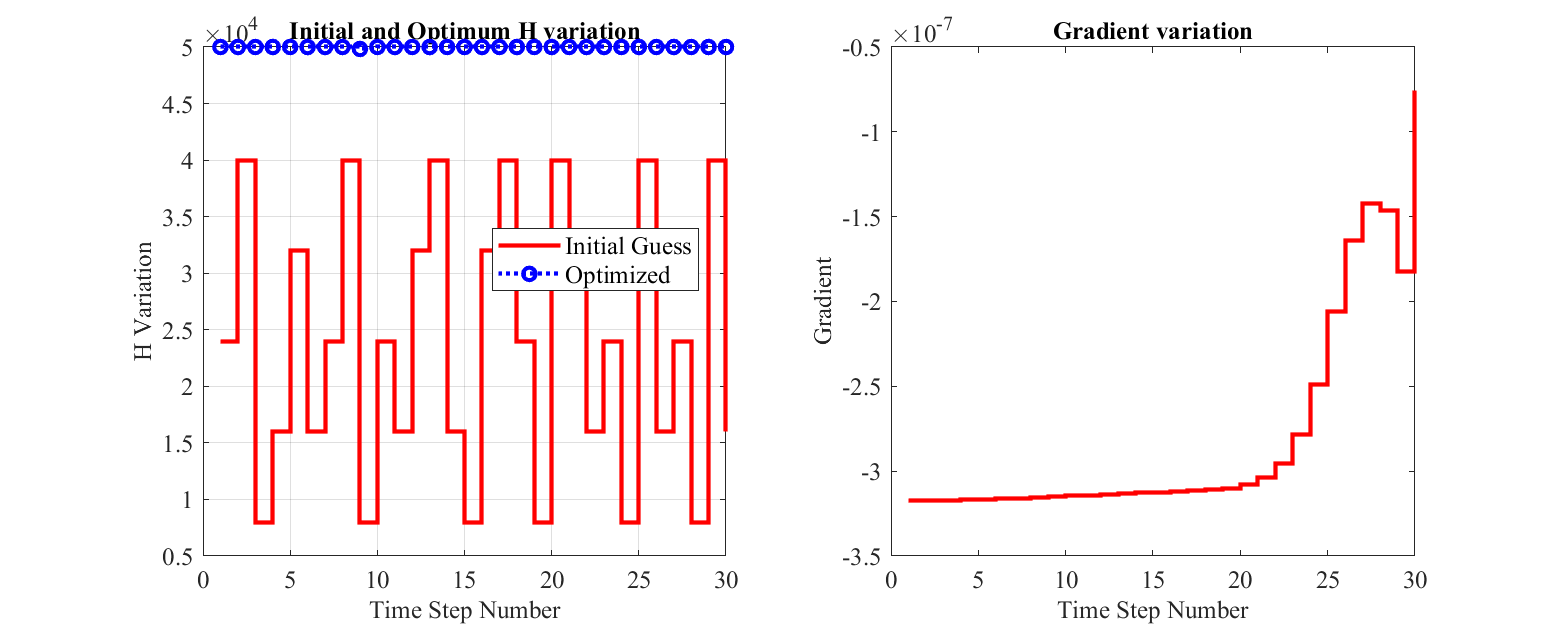 Initial and Optimum H variation
×10^4
5
4.5
4
3.5
3
2.5
2
1.5
1
0.5
H Variation
0 5 10 15 20 25 30
Time Step Number
Initial Guess
Optimized
Gradient variation
×10^-7
-0.5
-1
-1.5
-2
-2.5
-3
-3.5
Gradient
0 5 10 15 20 25 30
Time Step Number